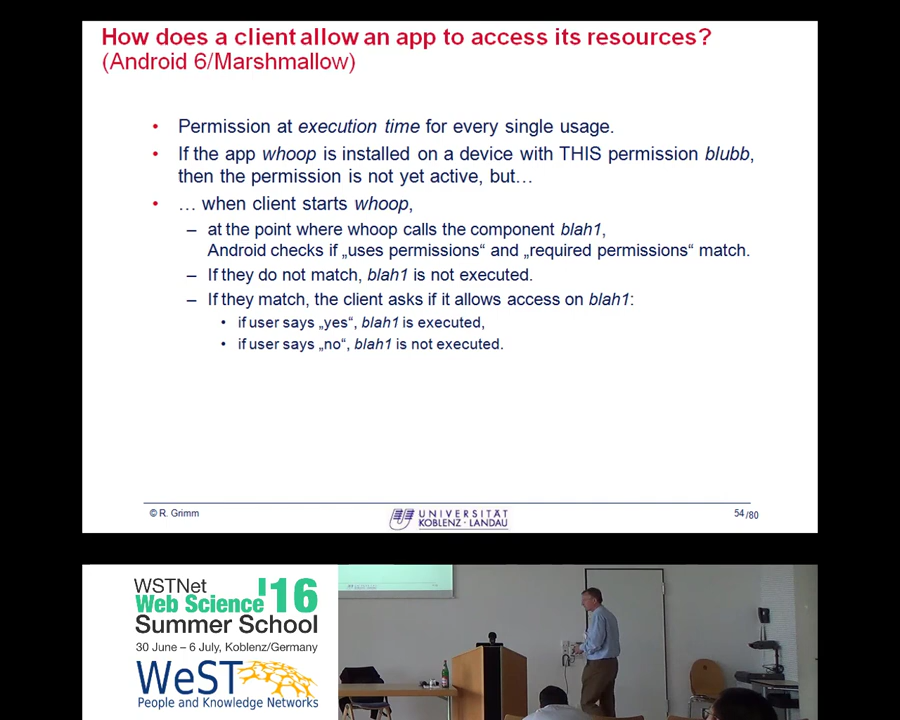 How does a client allow an app to access its resources?
(Android 6/Marshmallow)
• Permission at execution time for every single usage.
• If the app whoop is installed on a device with THIS permission blubb,
then the permission is not yet active, but…
• … when client starts whoop,
– at the point where whoop calls the component blah1,
Android checks if „uses permissions“ and „required permissions“ match.
– If they do not match, blah1 is not executed.
– If they match, the client asks if it allows access on blah1:
• if user says „yes“, blah1 is executed,
• if user says „no“, blah1 is not executed.
© R. Grimm
UNIVERSITÄT
KOBLENZ · LANDAU
54/80
WSTNet
Web Science '16
Summer School
30 June – 6 July, Koblenz/Germany
WeST
People and Knowledge Networks